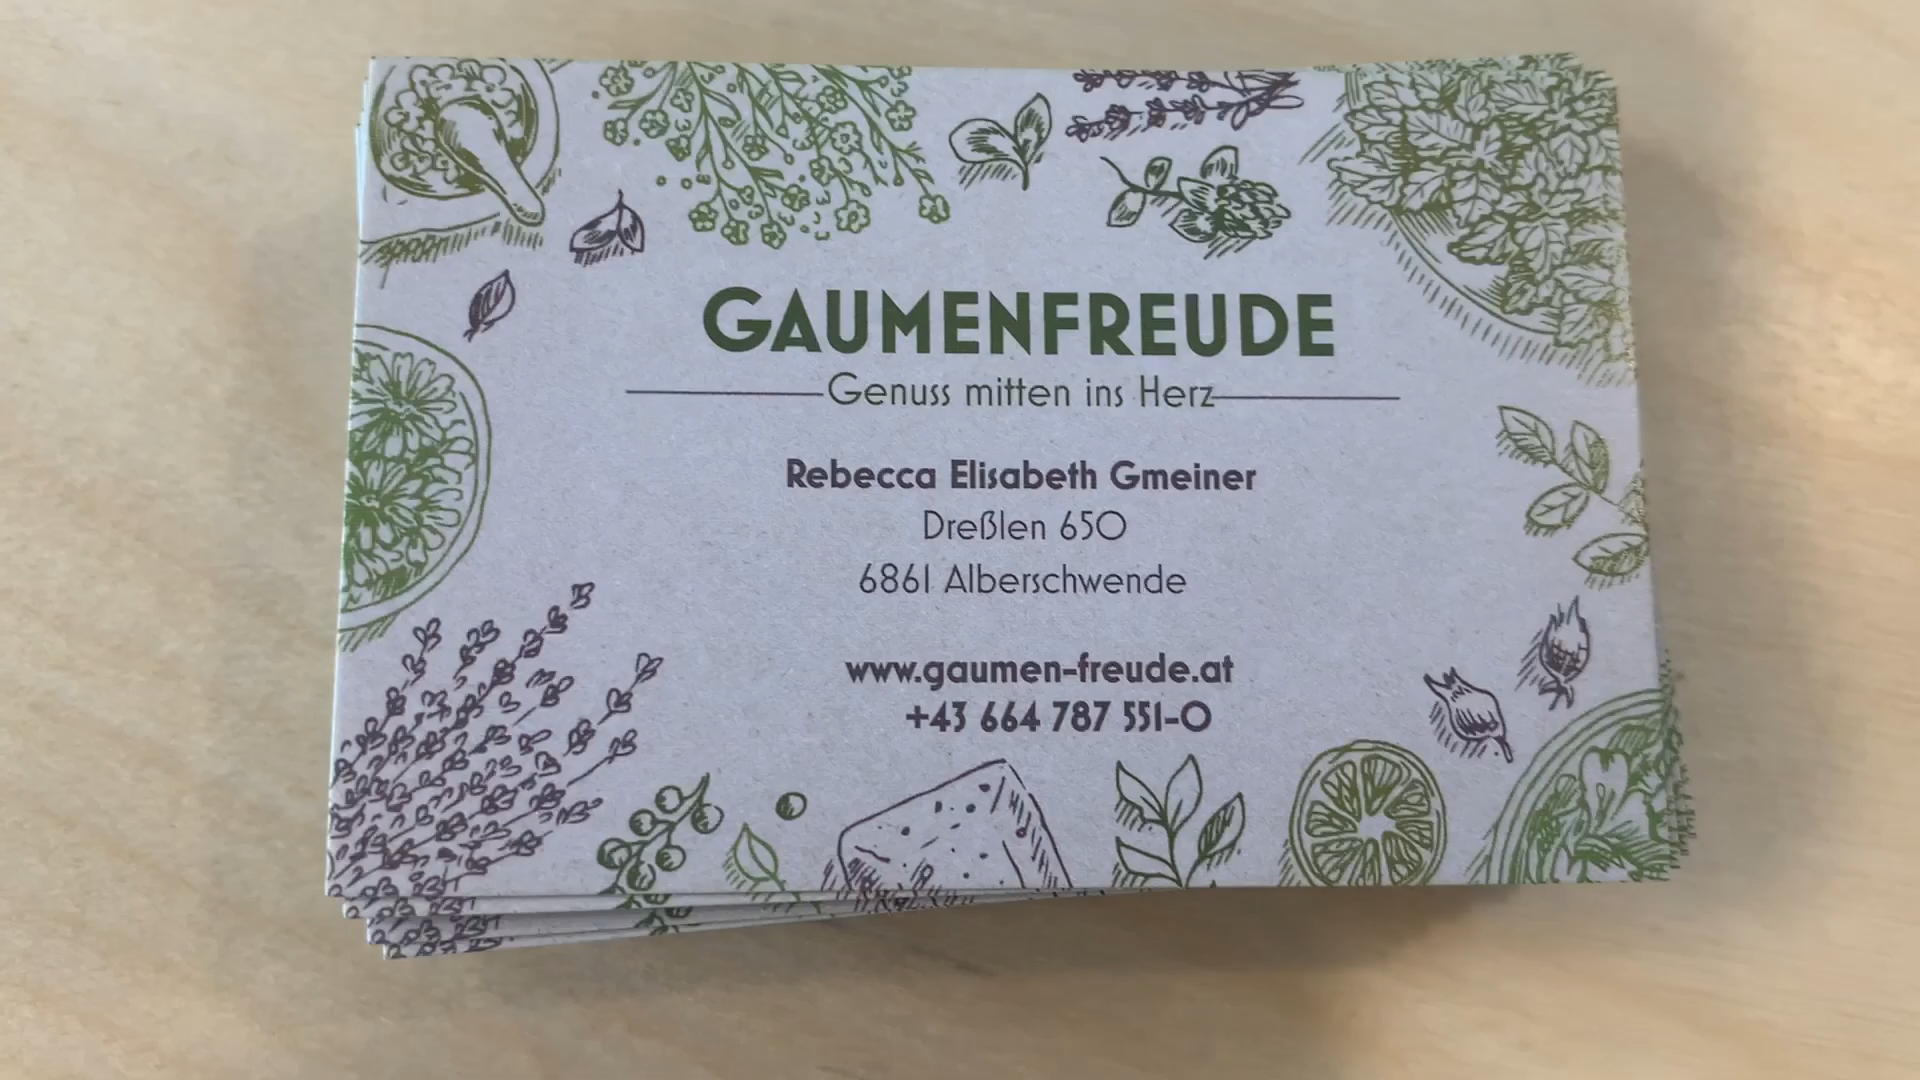 GAUMENFREUDE
Genuss mitten ins Herz
Rebecca Elisabeth Gmeiner
Dreßlen 650
6861 Alberschwende
www.gaumen-freude.at
+43 664 787 551-0